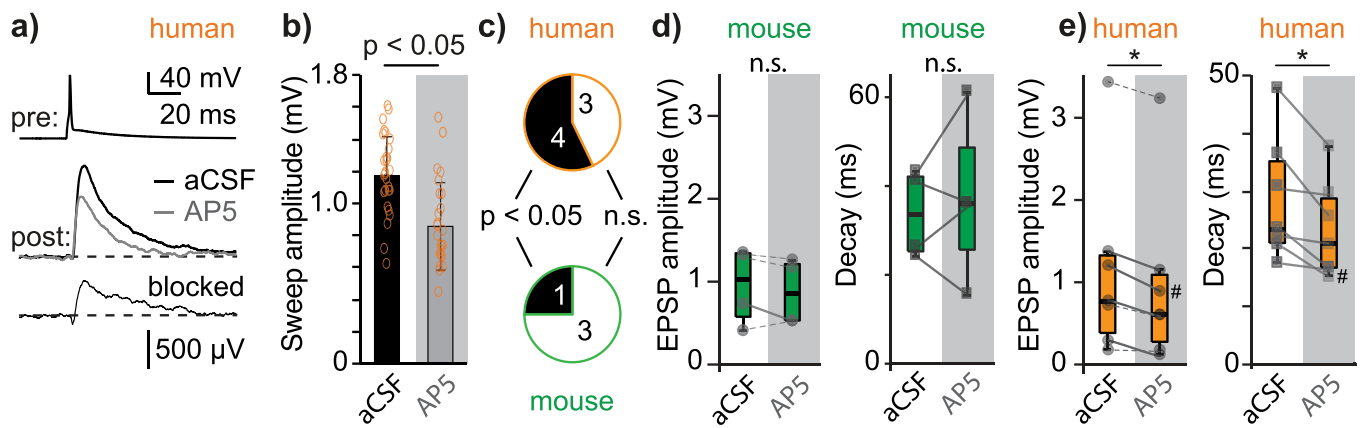 a)
human
40 mV
20 ms
pre:
aCSF
AP5
post:
blocked
500 µV
b)
p < 0.05
Sweep amplitude (mV)
1.8
1.0
0
aCSF
AP5
c)
human
3
4
p < 0.05
n.s.
1
3
mouse
d)
mouse
n.s.
EPSP amplitude (mV)
3
2
1
0
aCSF
AP5
mouse
n.s.
Decay (ms)
60
0
aCSF
AP5
e)
human
*
EPSP amplitude (mV)
3
2
1
0
#
aCSF
AP5
human
*
Decay (ms)
50
0
#
aCSF
AP5